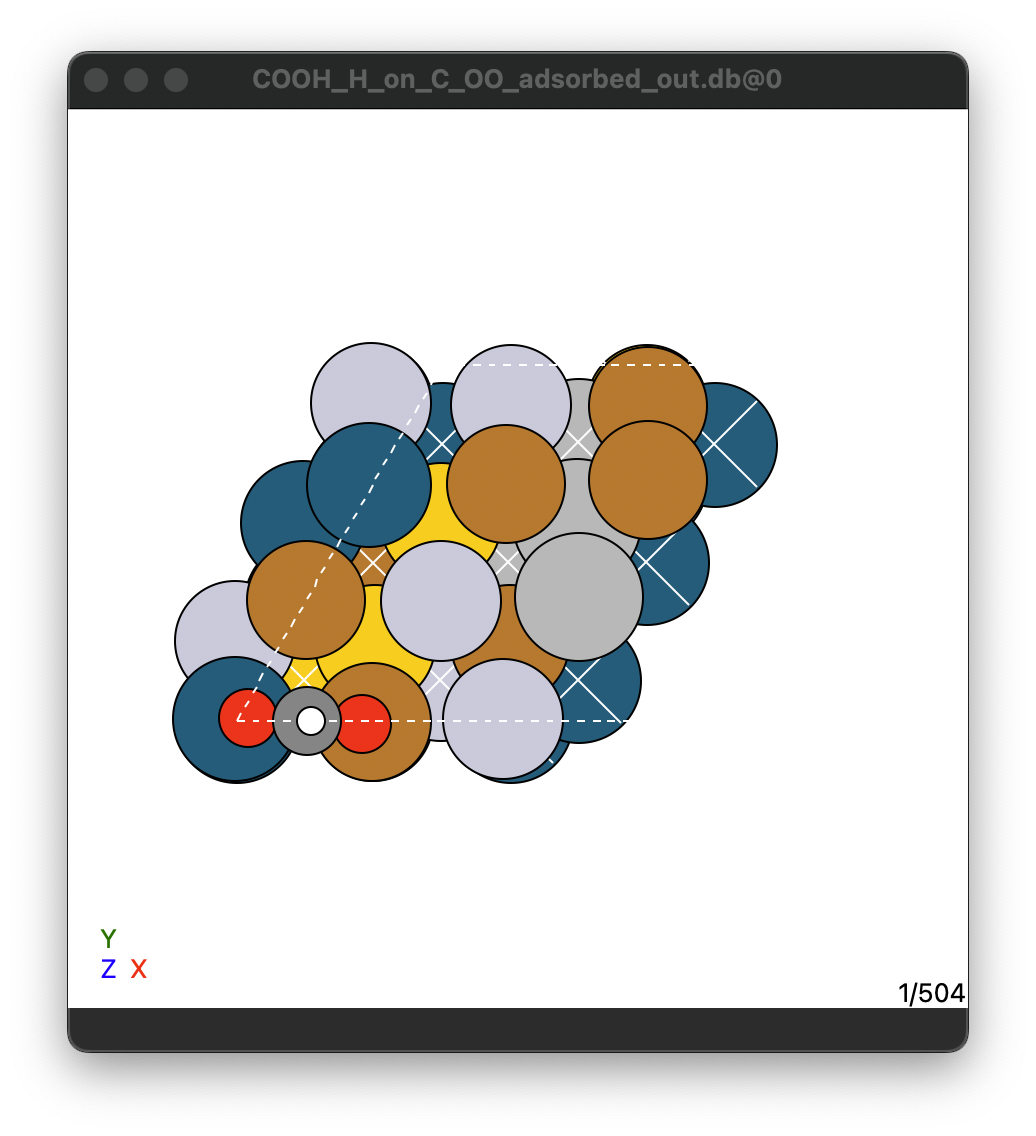 COOH_H_on_C_OO_adsorbed_out.db@0
Y
Z X
1/504